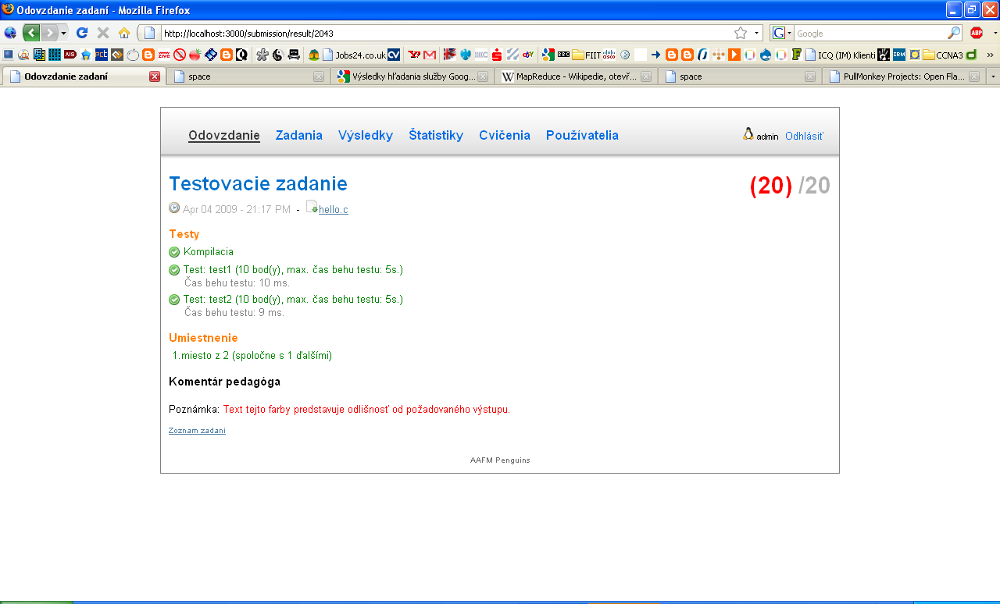 Odovzdanie zadaní - Mozilla Firefox
http://localhost:3000/submission/result/2043
Google
ABP
Jobs24.co.uk CV FIIT ICQ (IM) Klienti IBM CCNA3 »
Odovzdanie zadaní
space
Výsledky hľadania služby Goog...
W MapReduce - Wikipedie, otevř...
space
PullMonkey Projects: Open Fla...
Odovzdanie Zadania Výsledky Štatistiky Cvičenia Používatelia
admin Odhlásiť
Testovacie zadanie
(20) /20
Apr 04 2009 - 21:17 PM - hello.c
Testy
Kompilacia
Test: test1 (10 bod(y), max. čas behu testu: 5s.)
Čas behu testu: 10 ms.
Test: test2 (10 bod(y), max. čas behu testu: 5s.)
Čas behu testu: 9 ms.
Umiestnenie
1.miesto z 2 (spoločne s 1 ďalšími)
Komentár pedagóga
Poznámka: Text tejto farby predstavuje odlišnosť od požadovaného výstupu.
Zoznam zadani
AAFM Penguins